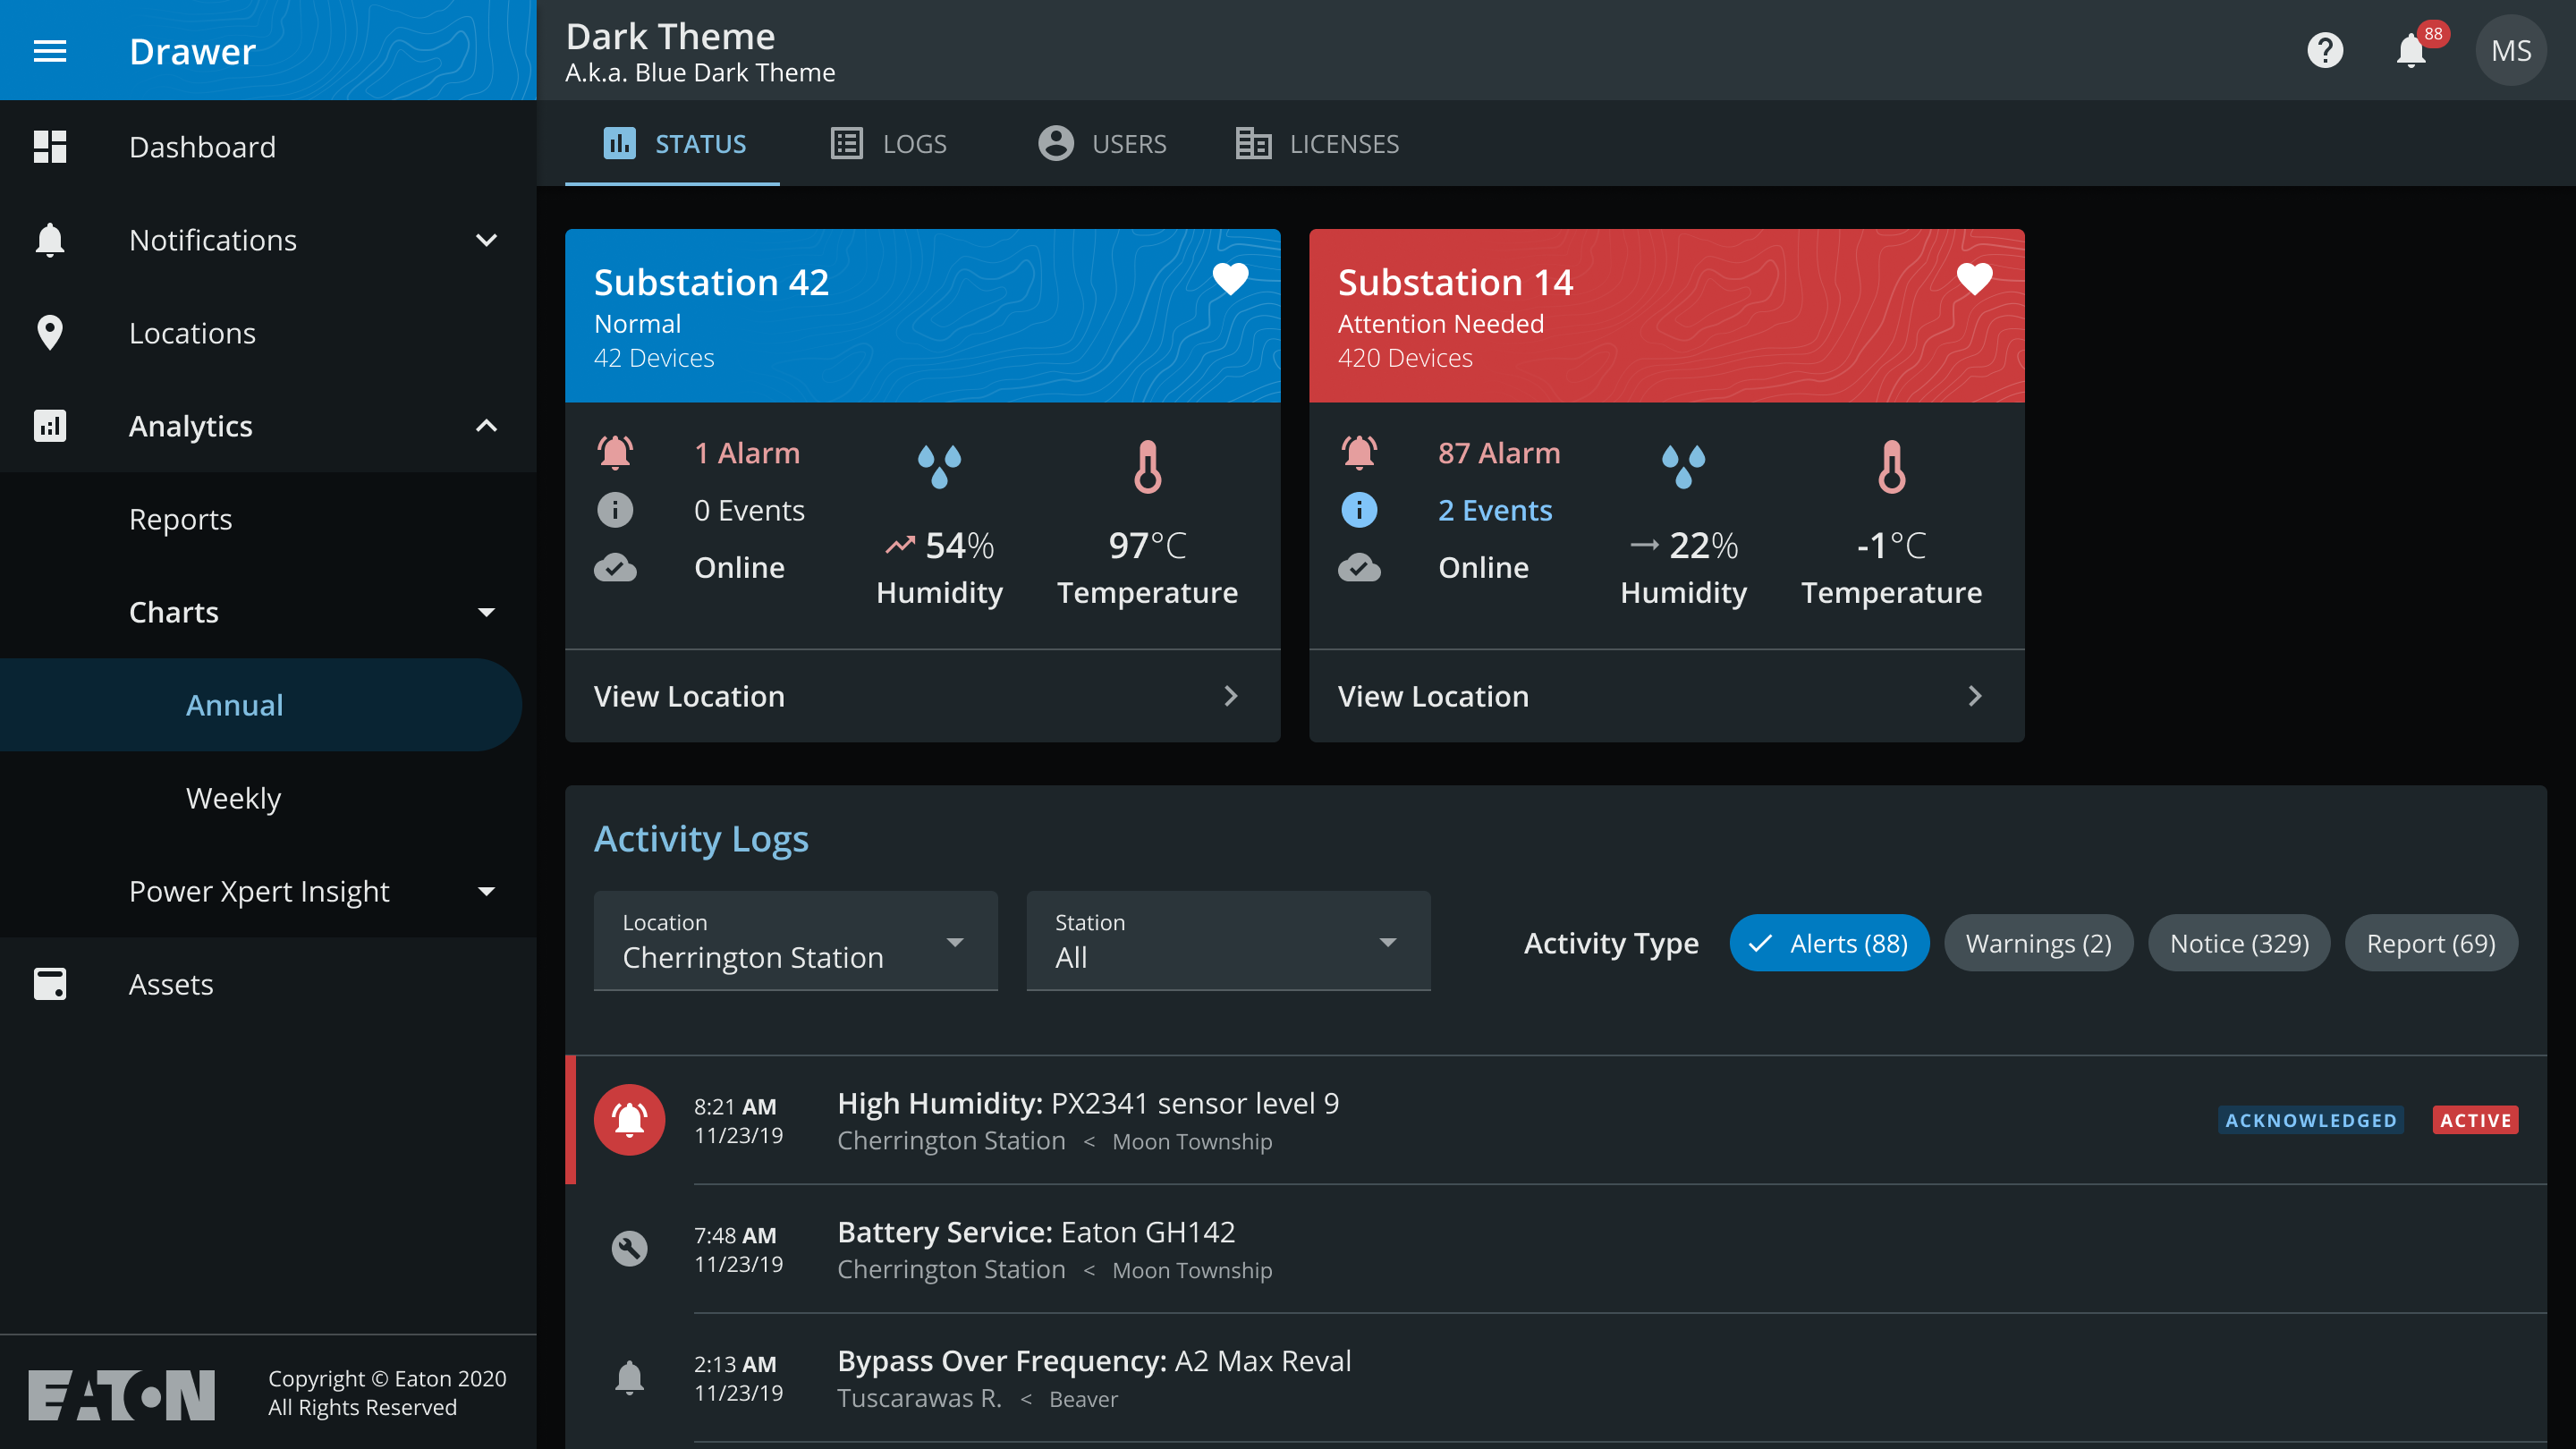 Drawer
Dashboard
Notifications
Locations
Analytics
Reports
Charts
Annual
Weekly
Power Xpert Insight
Assets
EATON
Copyright © Eaton 2020
All Rights Reserved
Dark Theme
A.k.a. Blue Dark Theme
88
MS
STATUS LOGS USERS LICENSES
Substation 42
Normal
42 Devices
1 Alarm
0 Events
Online
54%
Humidity
97°C
Temperature
View Location
Substation 14
Attention Needed
420 Devices
87 Alarm
2 Events
Online
22%
Humidity
-1°C
Temperature
View Location
Activity Logs
Location
Cherrington Station
Station
All
Activity Type
Alerts (88)
Warnings (2)
Notice (329)
Report (69)
8:21 AM
11/23/19
High Humidity: PX2341 sensor level 9
Cherrington Station < Moon Township
ACKNOWLEDGED
ACTIVE
7:48 AM
11/23/19
Battery Service: Eaton GH142
Cherrington Station < Moon Township
2:13 AM
11/23/19
Bypass Over Frequency: A2 Max Reval
Tuscarawas R. < Beaver